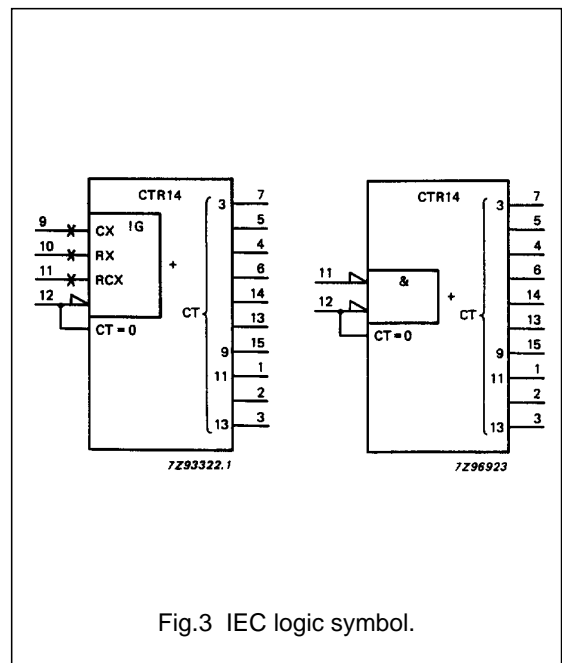 CTR14
3 7
9 CX !G 5
10 RX 4
11 RCX + 6
12 14
CT
CT = 0 13
9 15
11 1
2
13 3
7Z93322.1
CTR14
3 7
5
4
11 & 6
12 + 14
CT
CT = 0 13
9 15
11 1
2
13 3
7Z96923
Fig.3 IEC logic symbol.